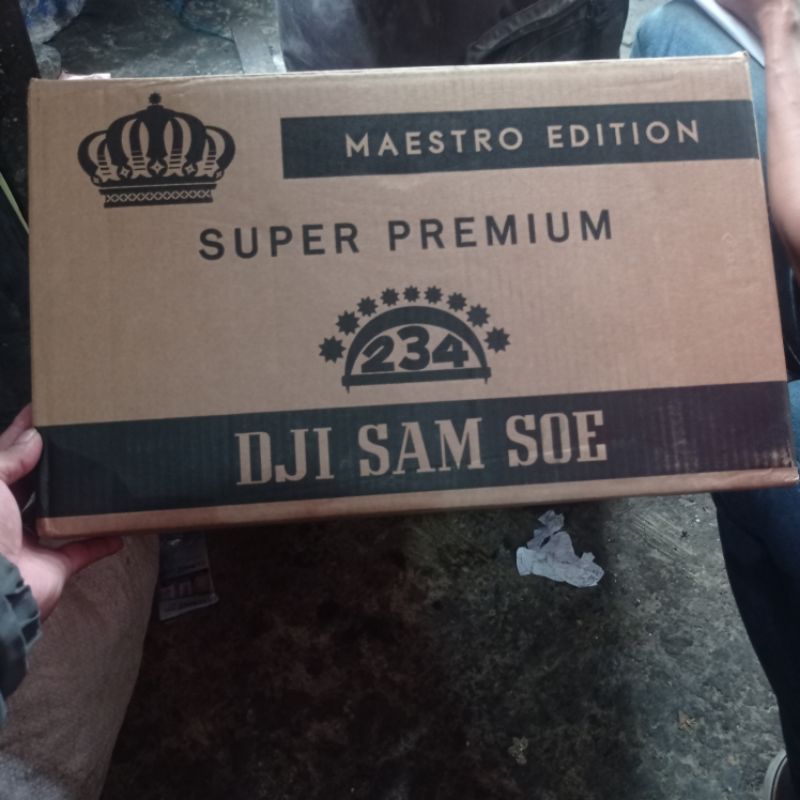 MAESTRO EDITION
SUPER PREMIUM
234
DJI SAM SOE